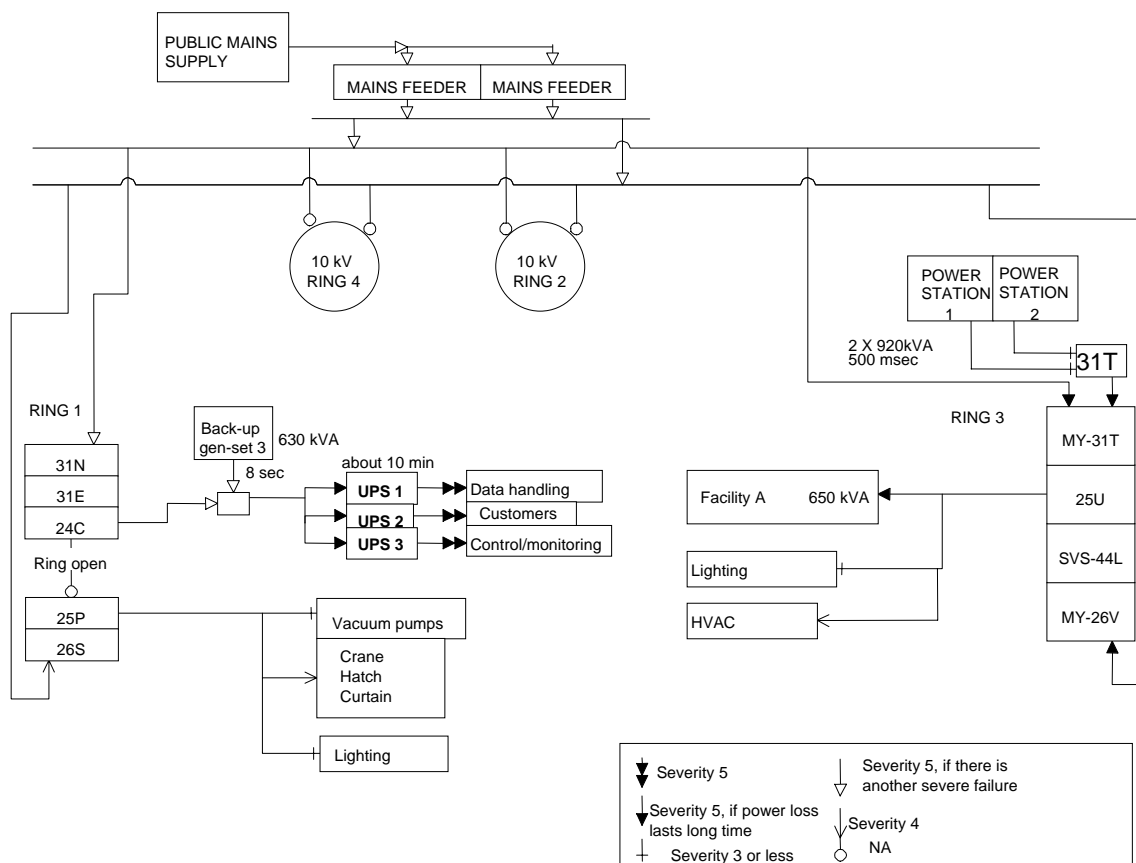 PUBLIC MAINS
SUPPLY
MAINS FEEDER
MAINS FEEDER
10 kV
RING 4
10 kV
RING 2
POWER
STATION
1
POWER
STATION
2
2 X 920kVA
500 msec
31T
RING 1
RING 3
Back-up
gen-set 3
630 kVA
8 sec
about 10 min
31N
31E
24C
UPS 1
UPS 2
UPS 3
Data handling
Customers
Control/monitoring
Ring open
25P
26S
Vacuum pumps
Crane
Hatch
Curtain
Lighting
Facility A
650 kVA
Lighting
HVAC
MY-31T
25U
SVS-44L
MY-26V
Severity 5
Severity 5, if power loss
lasts long time
Severity 3 or less
Severity 5, if there is
another severe failure
Severity 4
NA